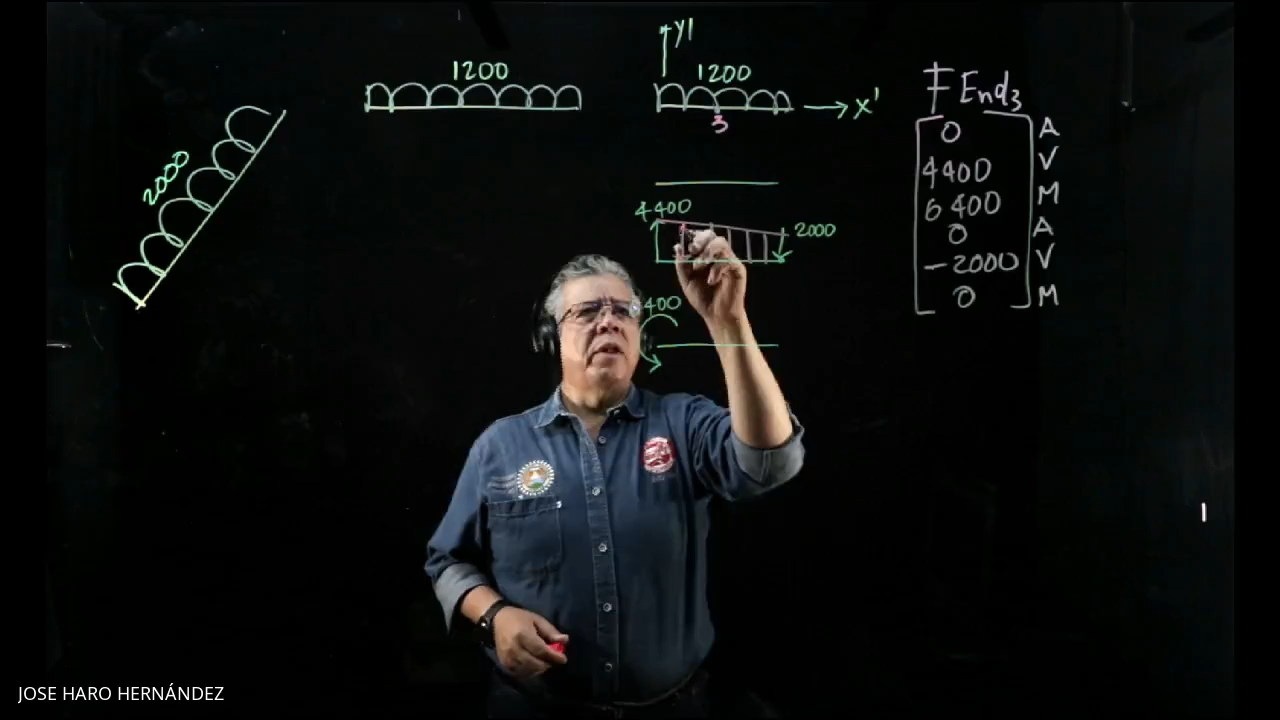 2000
1200
y'
1200
x'
3
4400
2000
400
F End3
0 A
4400 V
6400 M
0 A
-2000 V
0 M
JOSE HARO HERNÁNDEZ